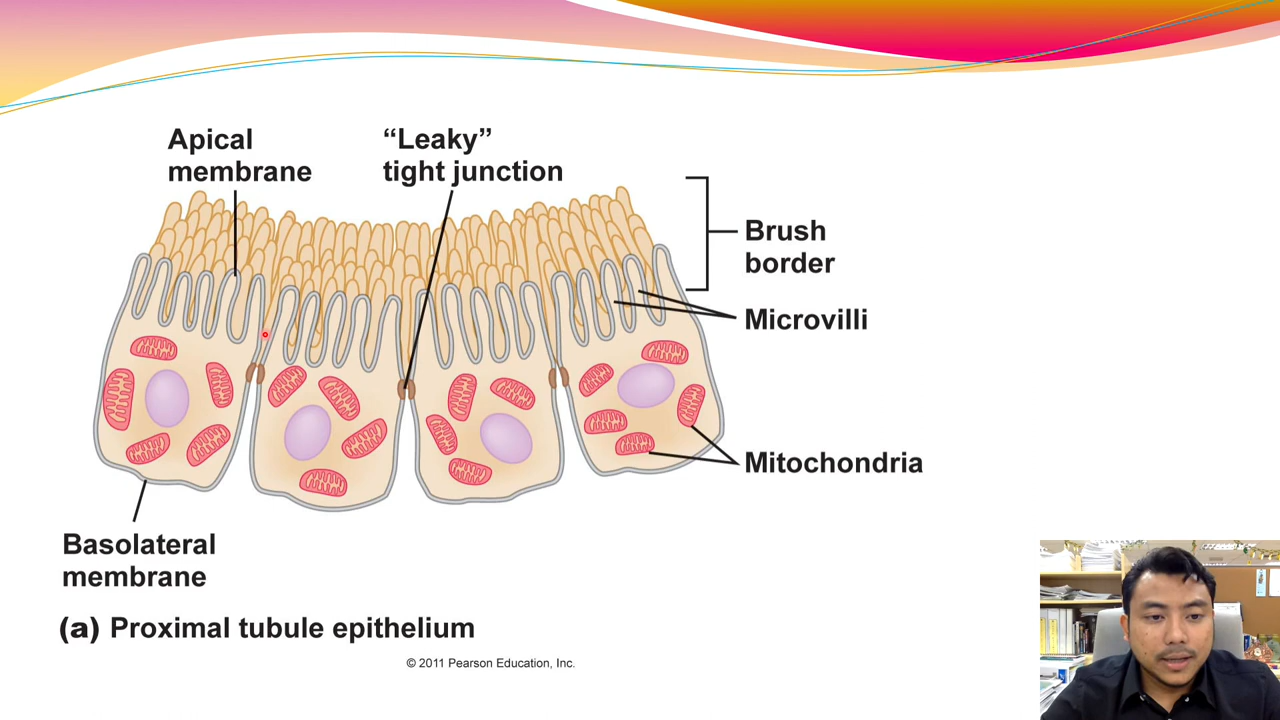 Apical
membrane
“Leaky”
tight junction
Brush
border
Microvilli
Mitochondria
Basolateral
membrane
(a) Proximal tubule epithelium
© 2011 Pearson Education, Inc.